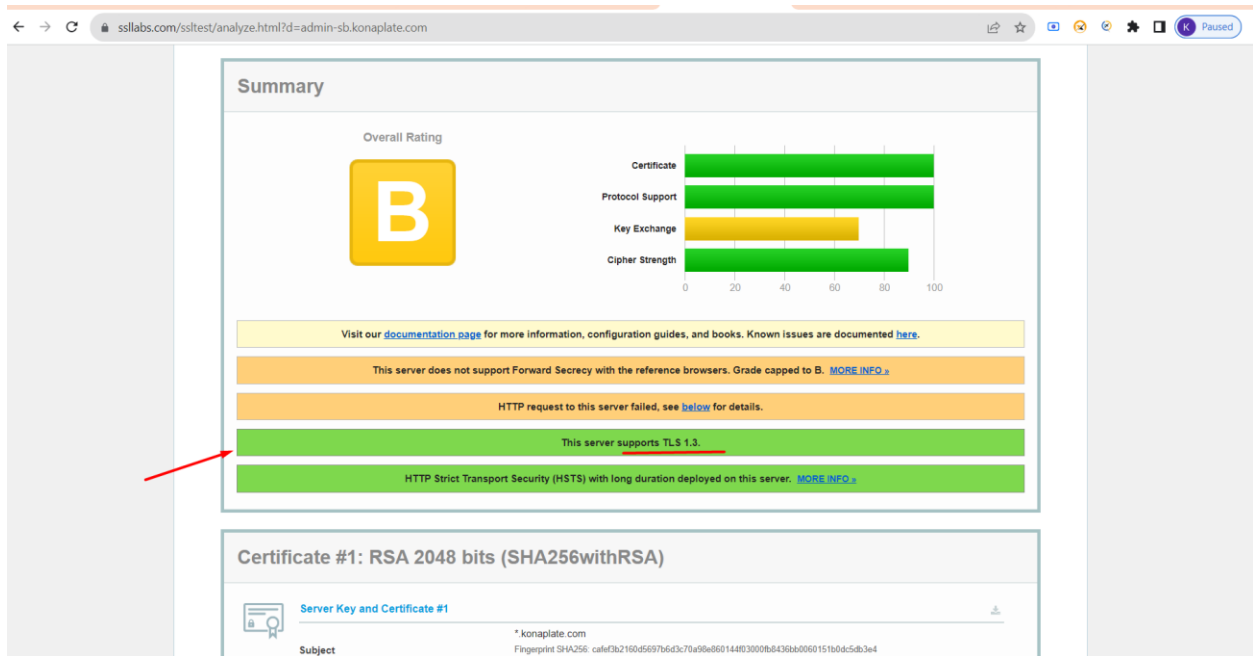 ssllabs.com/ssltest/analyze.html?d=admin-sb.konaplate.com
K Paused
Summary
Overall Rating
B
Certificate
Protocol Support
Key Exchange
Cipher Strength
0 20 40 60 80 100
Visit our documentation page for more information, configuration guides, and books. Known issues are documented here.
This server does not support Forward Secrecy with the reference browsers. Grade capped to B. MORE INFO »
HTTP request to this server failed, see below for details.
This server supports TLS 1.3.
HTTP Strict Transport Security (HSTS) with long duration deployed on this server. MORE INFO »
Certificate #1: RSA 2048 bits (SHA256withRSA)
Server Key and Certificate #1
*.konaplate.com
Subject
Fingerprint SHA256: